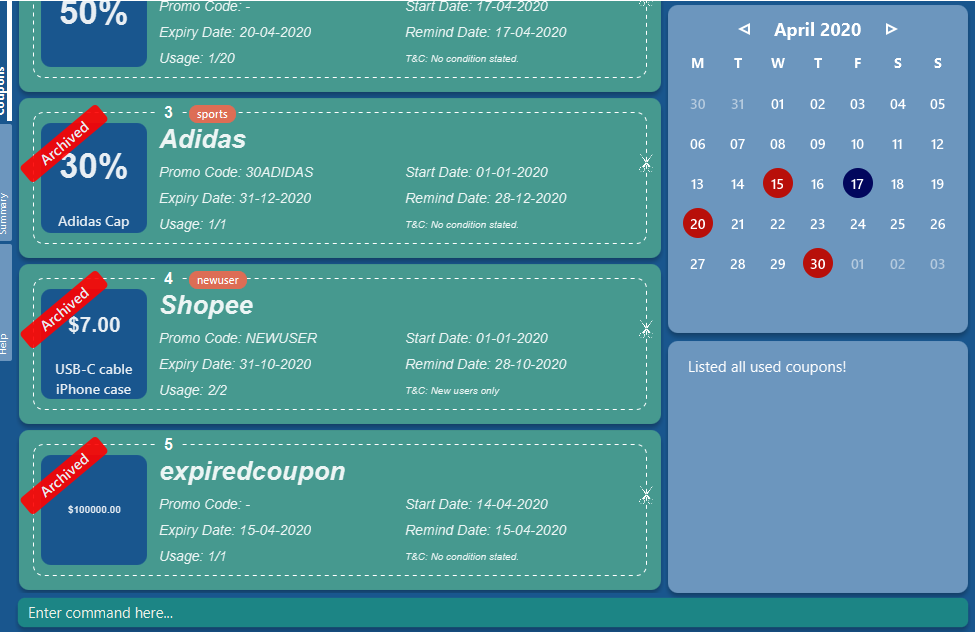 Coupons
Summary
Help
50%
Promo Code: -
Start Date: 17-04-2020
Expiry Date: 20-04-2020
Remind Date: 17-04-2020
Usage: 1/20
T&C: No condition stated.
3
sports
Archived
30%
Adidas Cap
Adidas
Promo Code: 30ADIDAS
Start Date: 01-01-2020
Expiry Date: 31-12-2020
Remind Date: 28-12-2020
Usage: 1/1
T&C: No condition stated.
4
newuser
Archived
$7.00
USB-C cable
iPhone case
Shopee
Promo Code: NEWUSER
Start Date: 01-01-2020
Expiry Date: 31-10-2020
Remind Date: 28-10-2020
Usage: 2/2
T&C: New users only
5
Archived
$100000.00
expiredcoupon
Promo Code: -
Start Date: 14-04-2020
Expiry Date: 15-04-2020
Remind Date: 15-04-2020
Usage: 1/1
T&C: No condition stated.
Enter command here...
April 2020
M T W T F S S
30 31 01 02 03 04 05
06 07 08 09 10 11 12
13 14 15 16 17 18 19
20 21 22 23 24 25 26
27 28 29 30 01 02 03
Listed all used coupons!